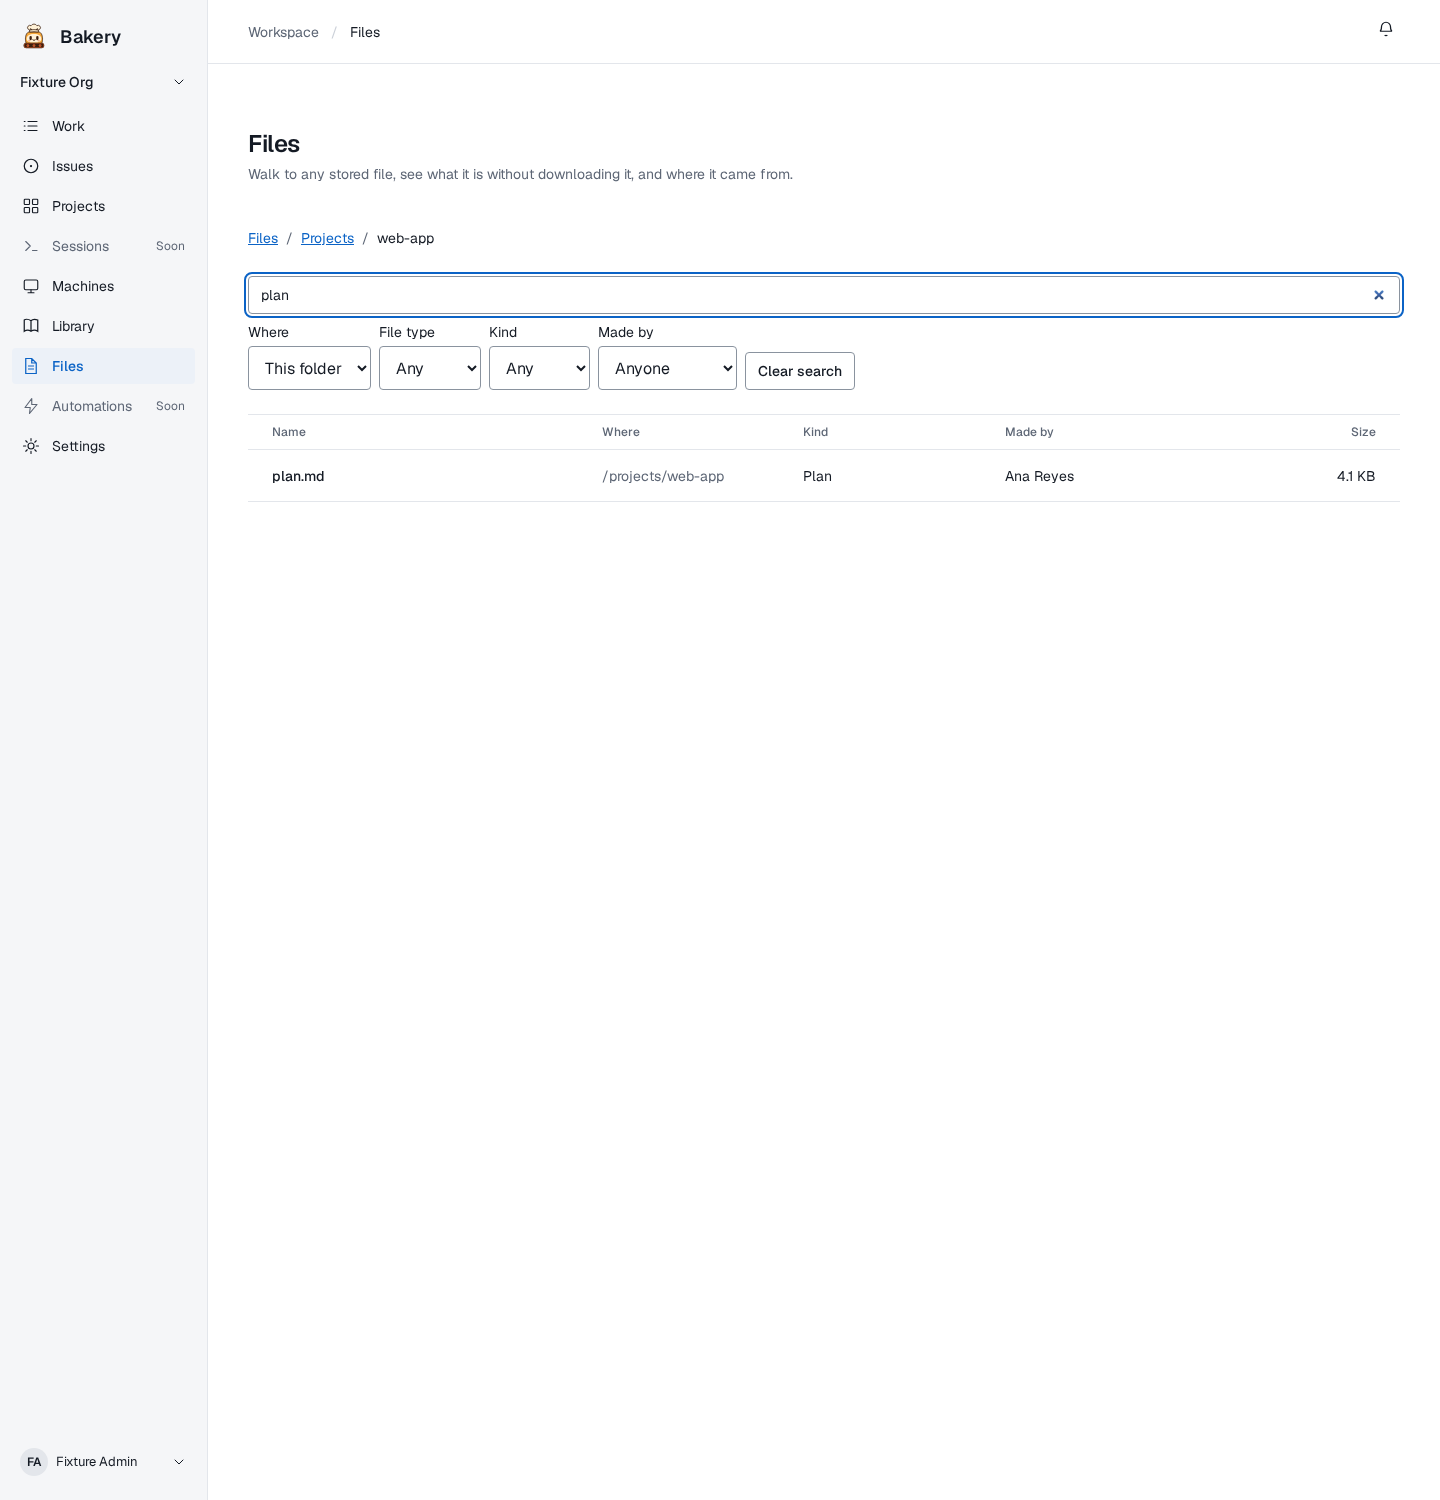 Bakery
Fixture Org
Work
Issues
Projects
Sessions Soon
Machines
Library
Files
Automations Soon
Settings
FA Fixture Admin
Workspace / Files
Files
Walk to any stored file, see what it is without downloading it, and where it came from.
Files / Projects / web-app
plan
Where File type Kind Made by
This folder Any Any Anyone Clear search
Name Where Kind Made by Size
plan.md /projects/web-app Plan Ana Reyes 4.1 KB